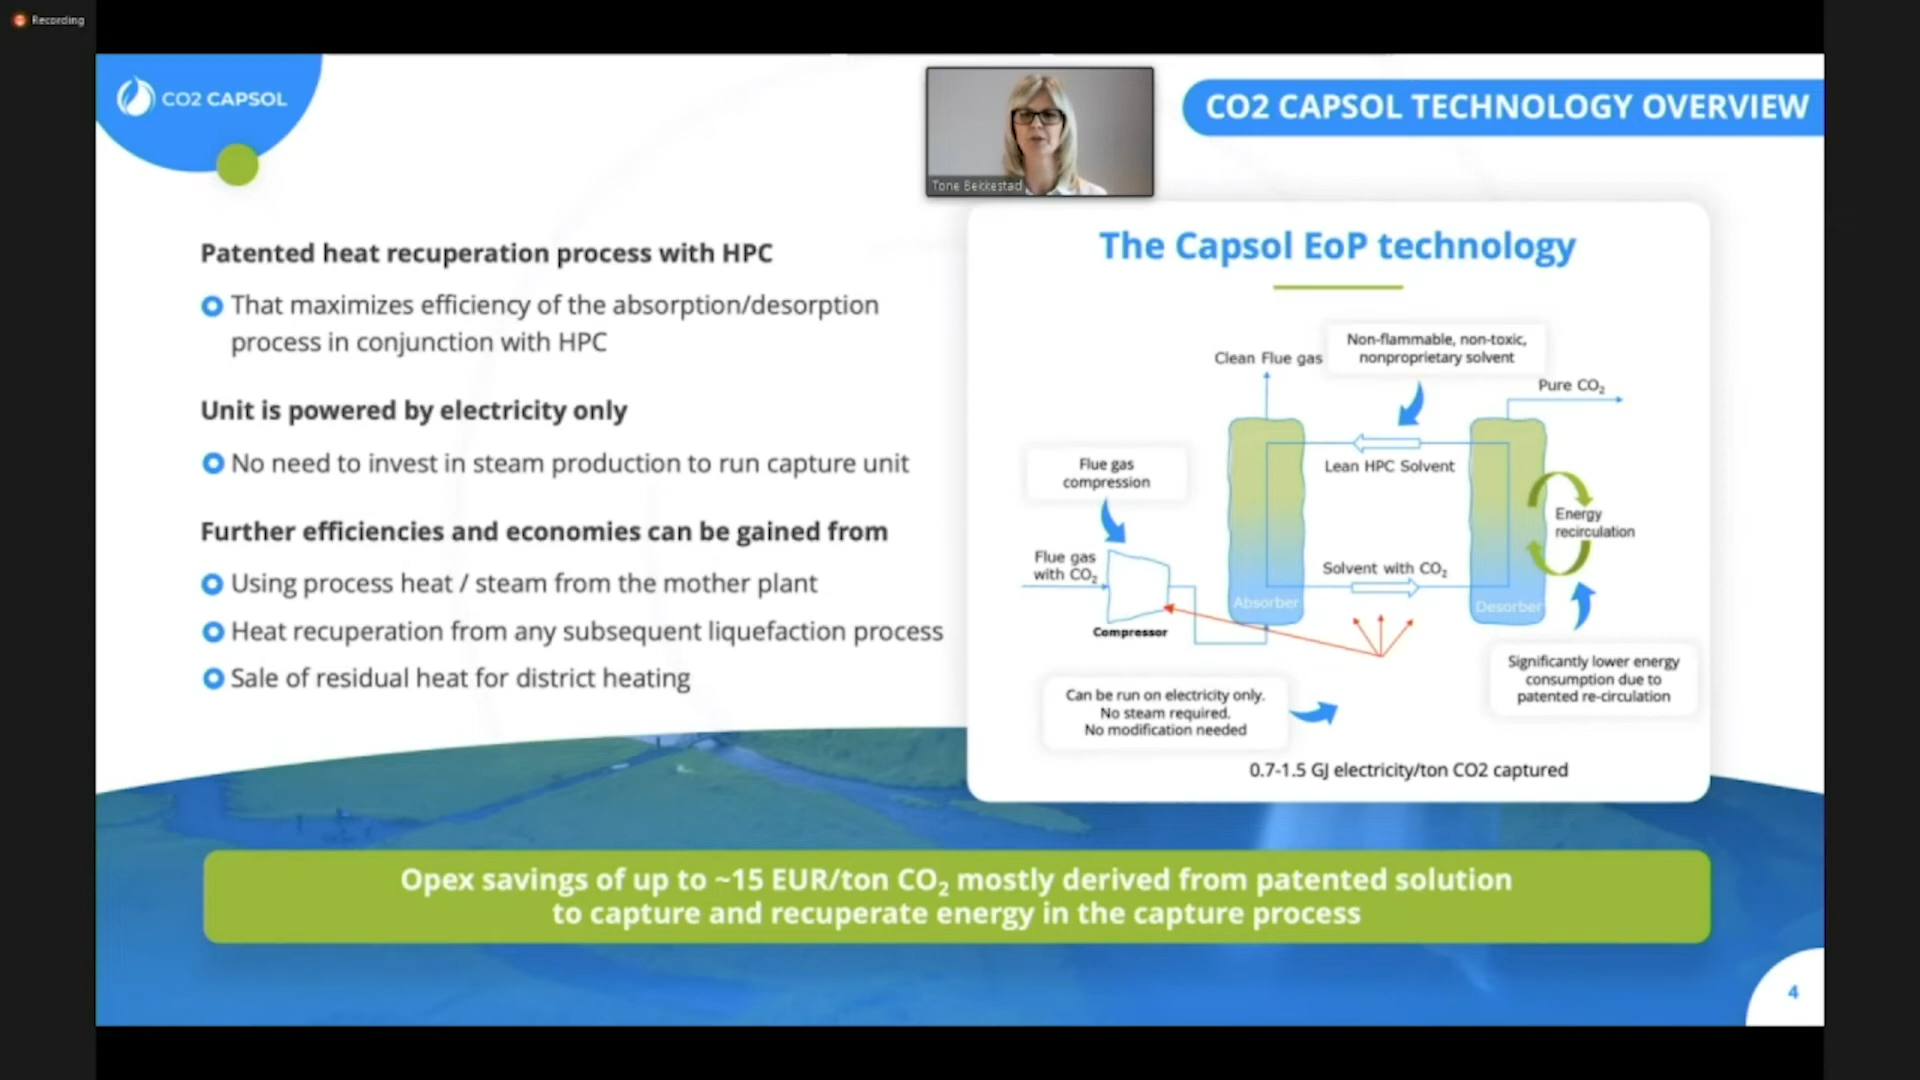 Recording
CO2 CAPSOL
Tone Bekkestad
CO2 CAPSOL TECHNOLOGY OVERVIEW
Patented heat recuperation process with HPC
That maximizes efficiency of the absorption/desorption
process in conjunction with HPC
Unit is powered by electricity only
No need to invest in steam production to run capture unit
Further efficiencies and economies can be gained from
Using process heat / steam from the mother plant
Heat recuperation from any subsequent liquefaction process
Sale of residual heat for district heating
The Capsol EoP technology
Non-flammable, non-toxic,
nonproprietary solvent
Clean Flue gas
Pure CO₂
Lean HPC Solvent
Flue gas
compression
Energy
recirculation
Flue gas
with CO₂
Solvent with CO₂
Absorber
Desorber
Compressor
Significantly lower energy
consumption due to
patented re-circulation
Can be run on electricity only.
No steam required.
No modification needed
0.7-1.5 GJ electricity/ton CO2 captured
Opex savings of up to ~15 EUR/ton CO₂ mostly derived from patented solution
to capture and recuperate energy in the capture process
4